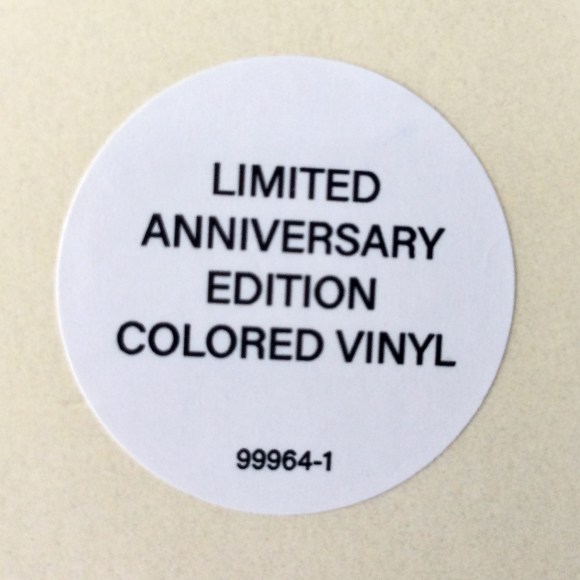 LIMITED
ANNIVERSARY
EDITION
COLORED VINYL
99964-1